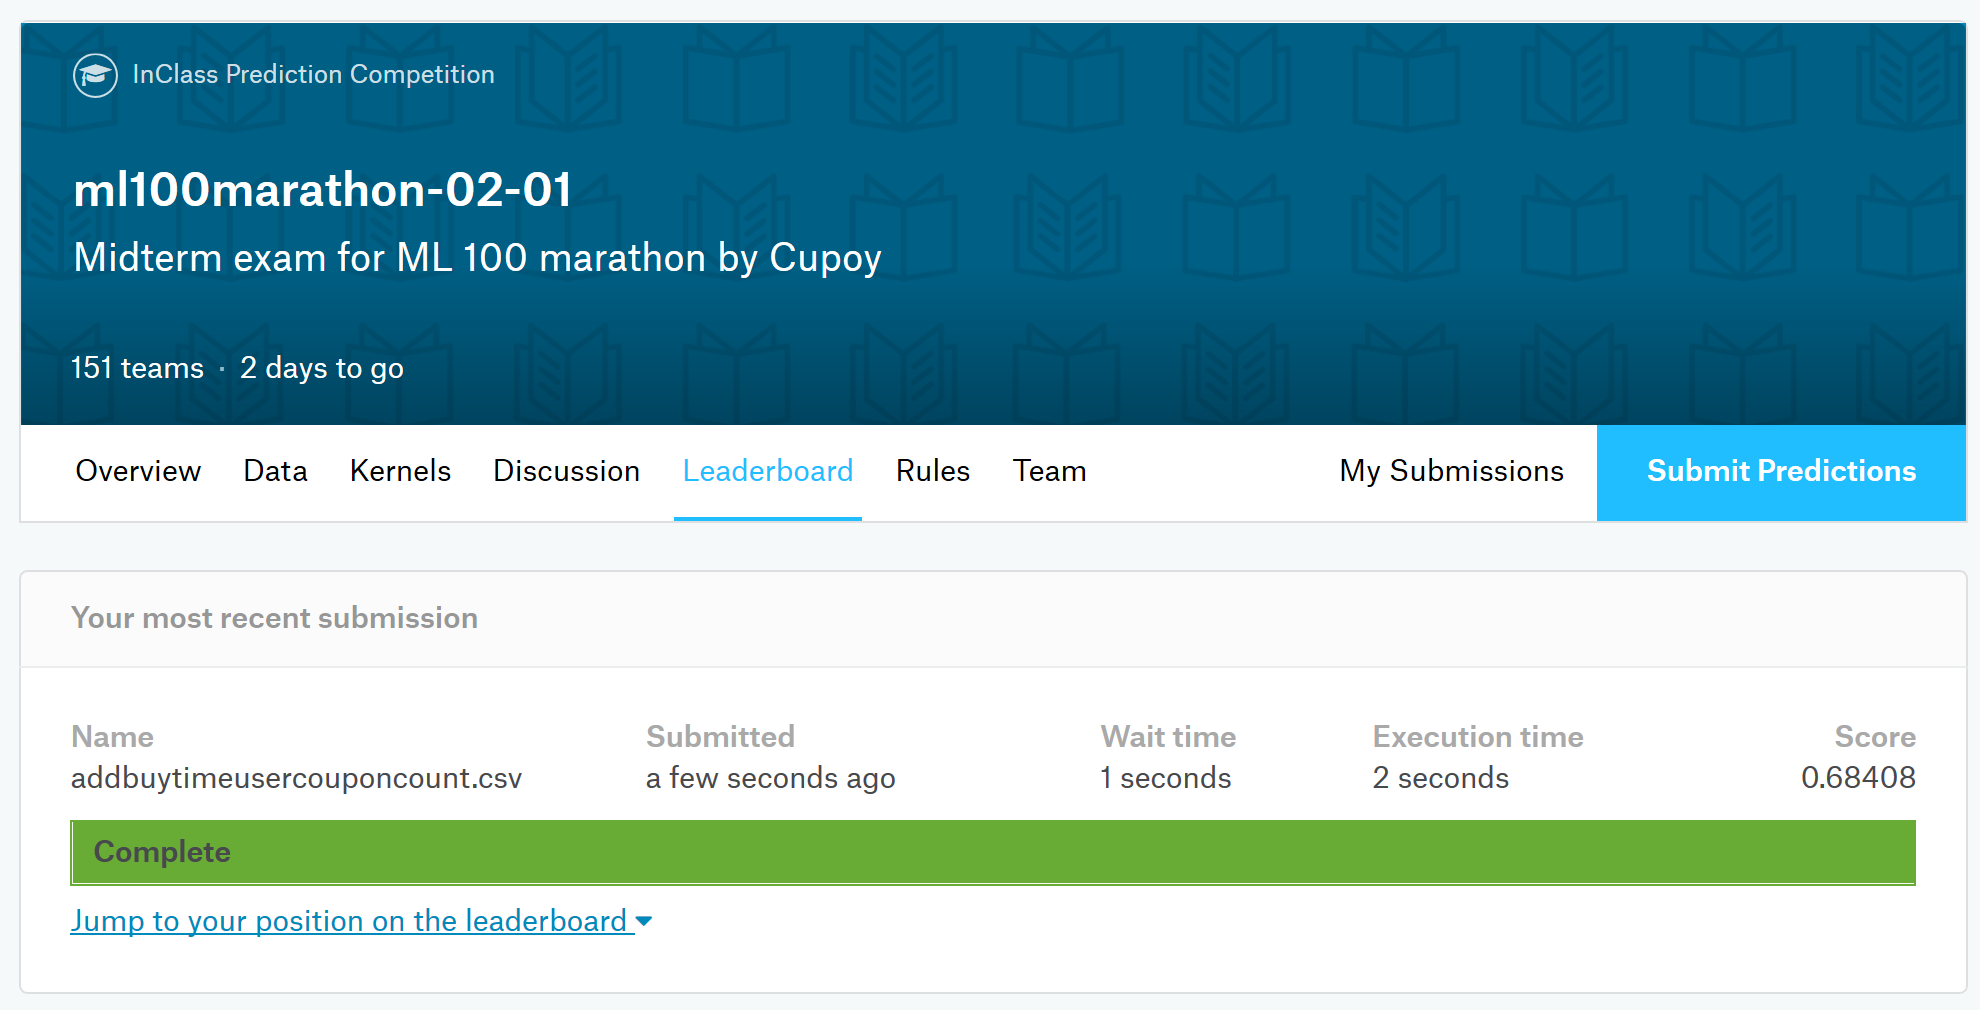 InClass Prediction Competition
ml100marathon-02-01
Midterm exam for ML 100 marathon by Cupoy
151 teams · 2 days to go
Overview Data Kernels Discussion Leaderboard Rules Team My Submissions Submit Predictions
Your most recent submission
Name Submitted Wait time Execution time Score
addbuytimeusercouponcount.csv a few seconds ago 1 seconds 2 seconds 0.68408
Complete
Jump to your position on the leaderboard